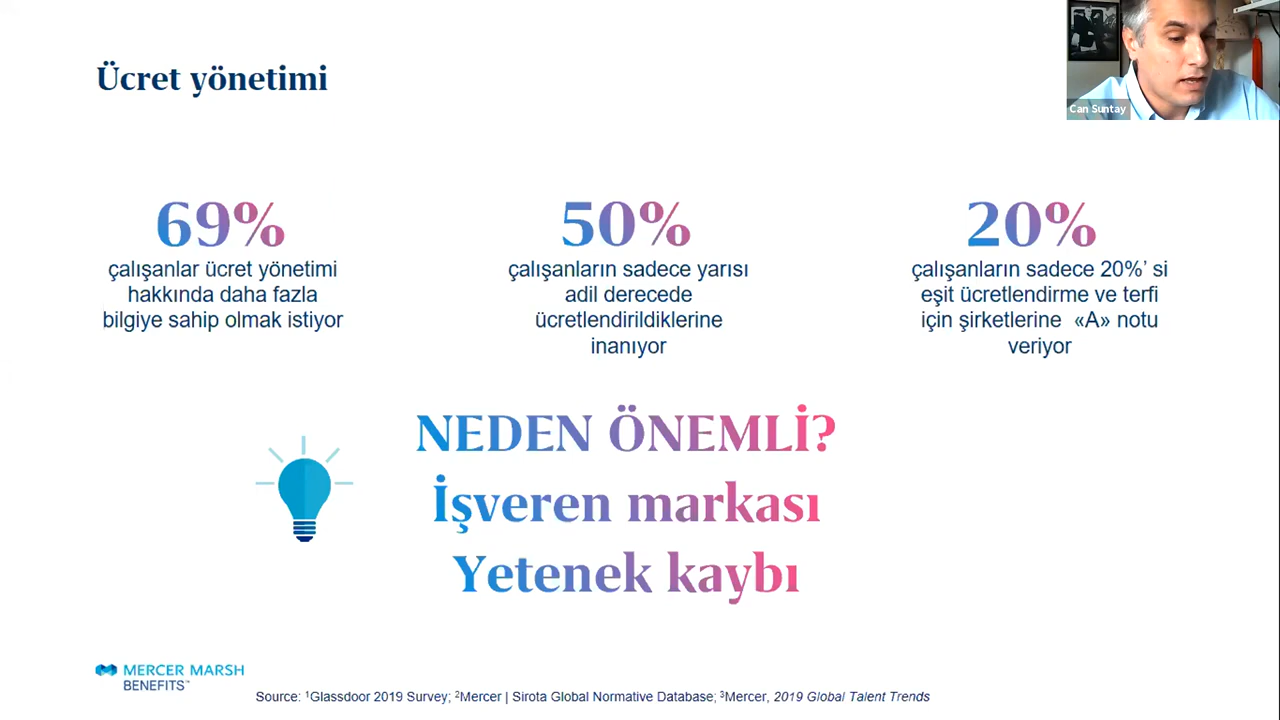 Ücret yönetimi
Can Suntay
69%
çalışanlar ücret yönetimi
hakkında daha fazla
bilgiye sahip olmak istiyor
50%
çalışanların sadece yarısı
adil derecede
ücretlendirildiklerine
inanıyor
20%
çalışanların sadece 20%’ si
eşit ücretlendirme ve terfi
için şirketlerine «A» notu
veriyor
NEDEN ÖNEMLİ?
İşveren markası
Yetenek kaybı
MERCER MARSH
BENEFITS™
Source: ¹Glassdoor 2019 Survey; ²Mercer | Sirota Global Normative Database; ³Mercer, 2019 Global Talent Trends